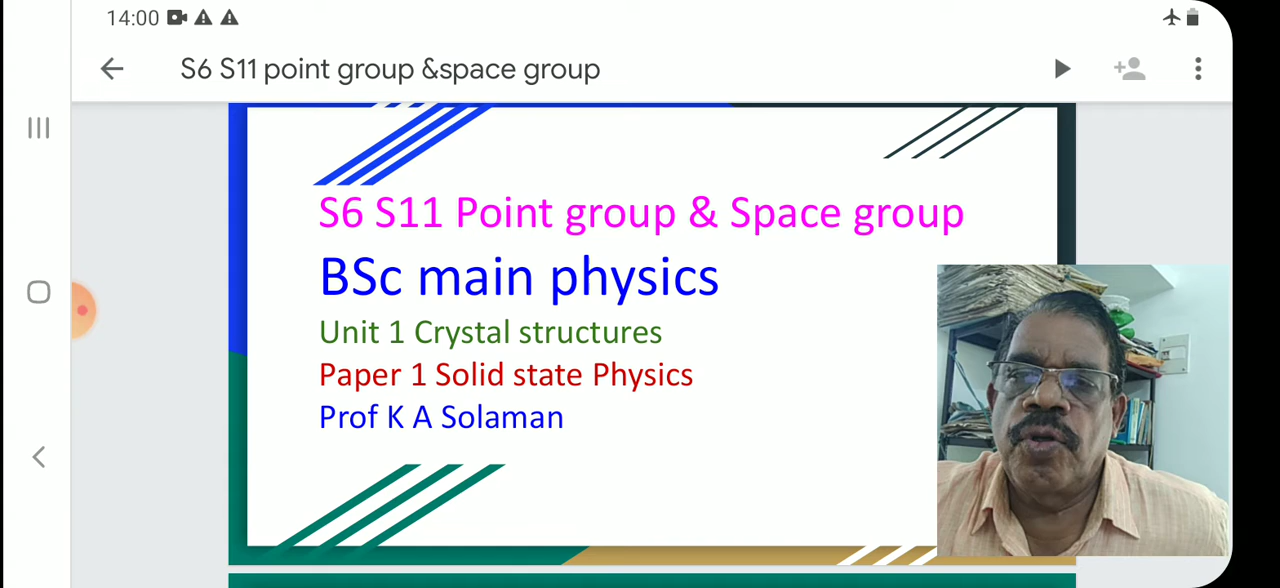 14:00
S6 S11 point group &space group
S6 S11 Point group & Space group
BSc main physics
Unit 1 Crystal structures
Paper 1 Solid state Physics
Prof K A Solaman